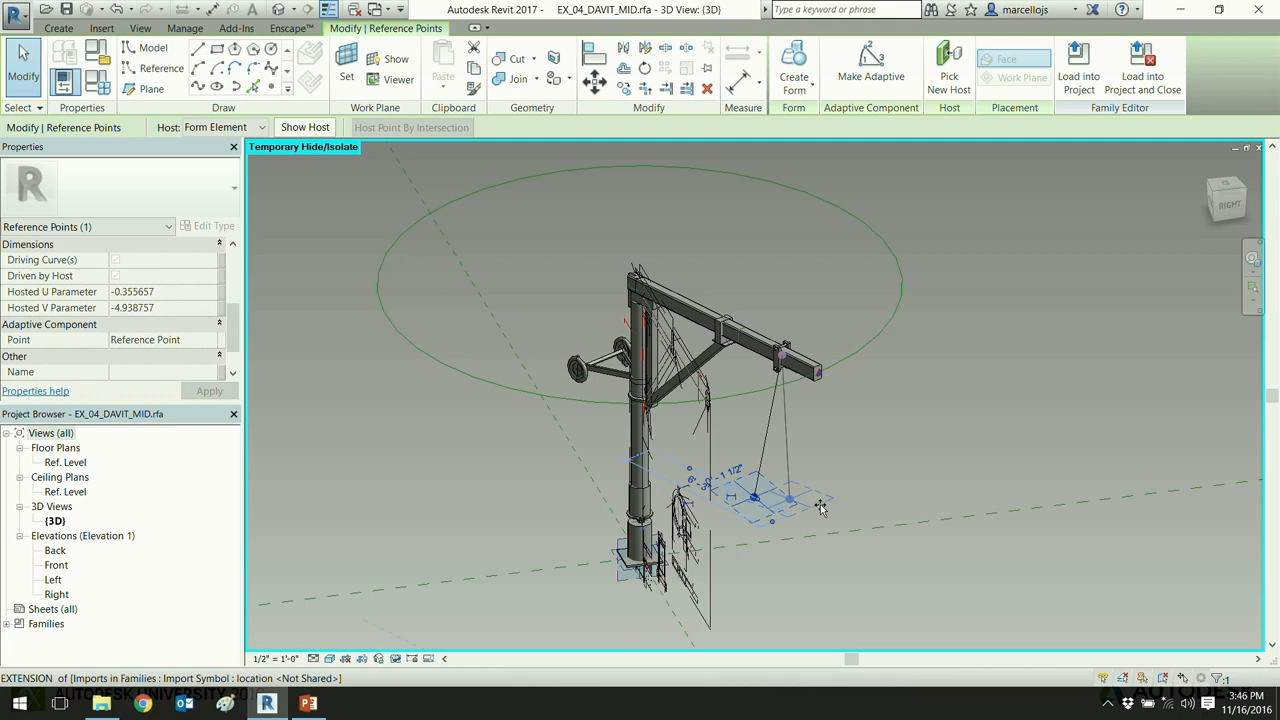 Autodesk Revit 2017 - EX_04_DAVIT_MID.rfa - 3D View: {3D}
Type a keyword or phrase
marcellojs
Create Insert View Manage Add-Ins Enscape™ Modify | Reference Points
Modify
Model
Reference
Plane
Set
Show
Viewer
Paste
Cut
Join
Create Form
Make Adaptive
Pick New Host
Face
Work Plane
Load into Project
Load into Project and Close
Select Properties Draw Work Plane Clipboard Geometry Modify Measure Form Adaptive Component Host Placement Family Editor
Modify | Reference Points Host: Form Element Show Host Host Point By Intersection
Properties
Temporary Hide/Isolate
R
RIGHT
Reference Points (1) Edit Type
Dimensions
Driving Curve(s)
Driven by Host
Hosted U Parameter -0.355657
Hosted V Parameter -4.938757
Adaptive Component
Point Reference Point
Other
Name
Properties help Apply
Project Browser - EX_04_DAVIT_MID.rfa
Views (all)
Floor Plans
Ref. Level
Ceiling Plans
Ref. Level
3D Views
{3D}
Elevations (Elevation 1)
Back
Front
Left
Right
Sheets (all)
Families
1/2" = 1'-0"
EXTENSION of [Imports in Families : Import Symbol : location <Not Shared>]
:1
AUTODESK UNIVERSITY
3:46 PM
11/16/2016